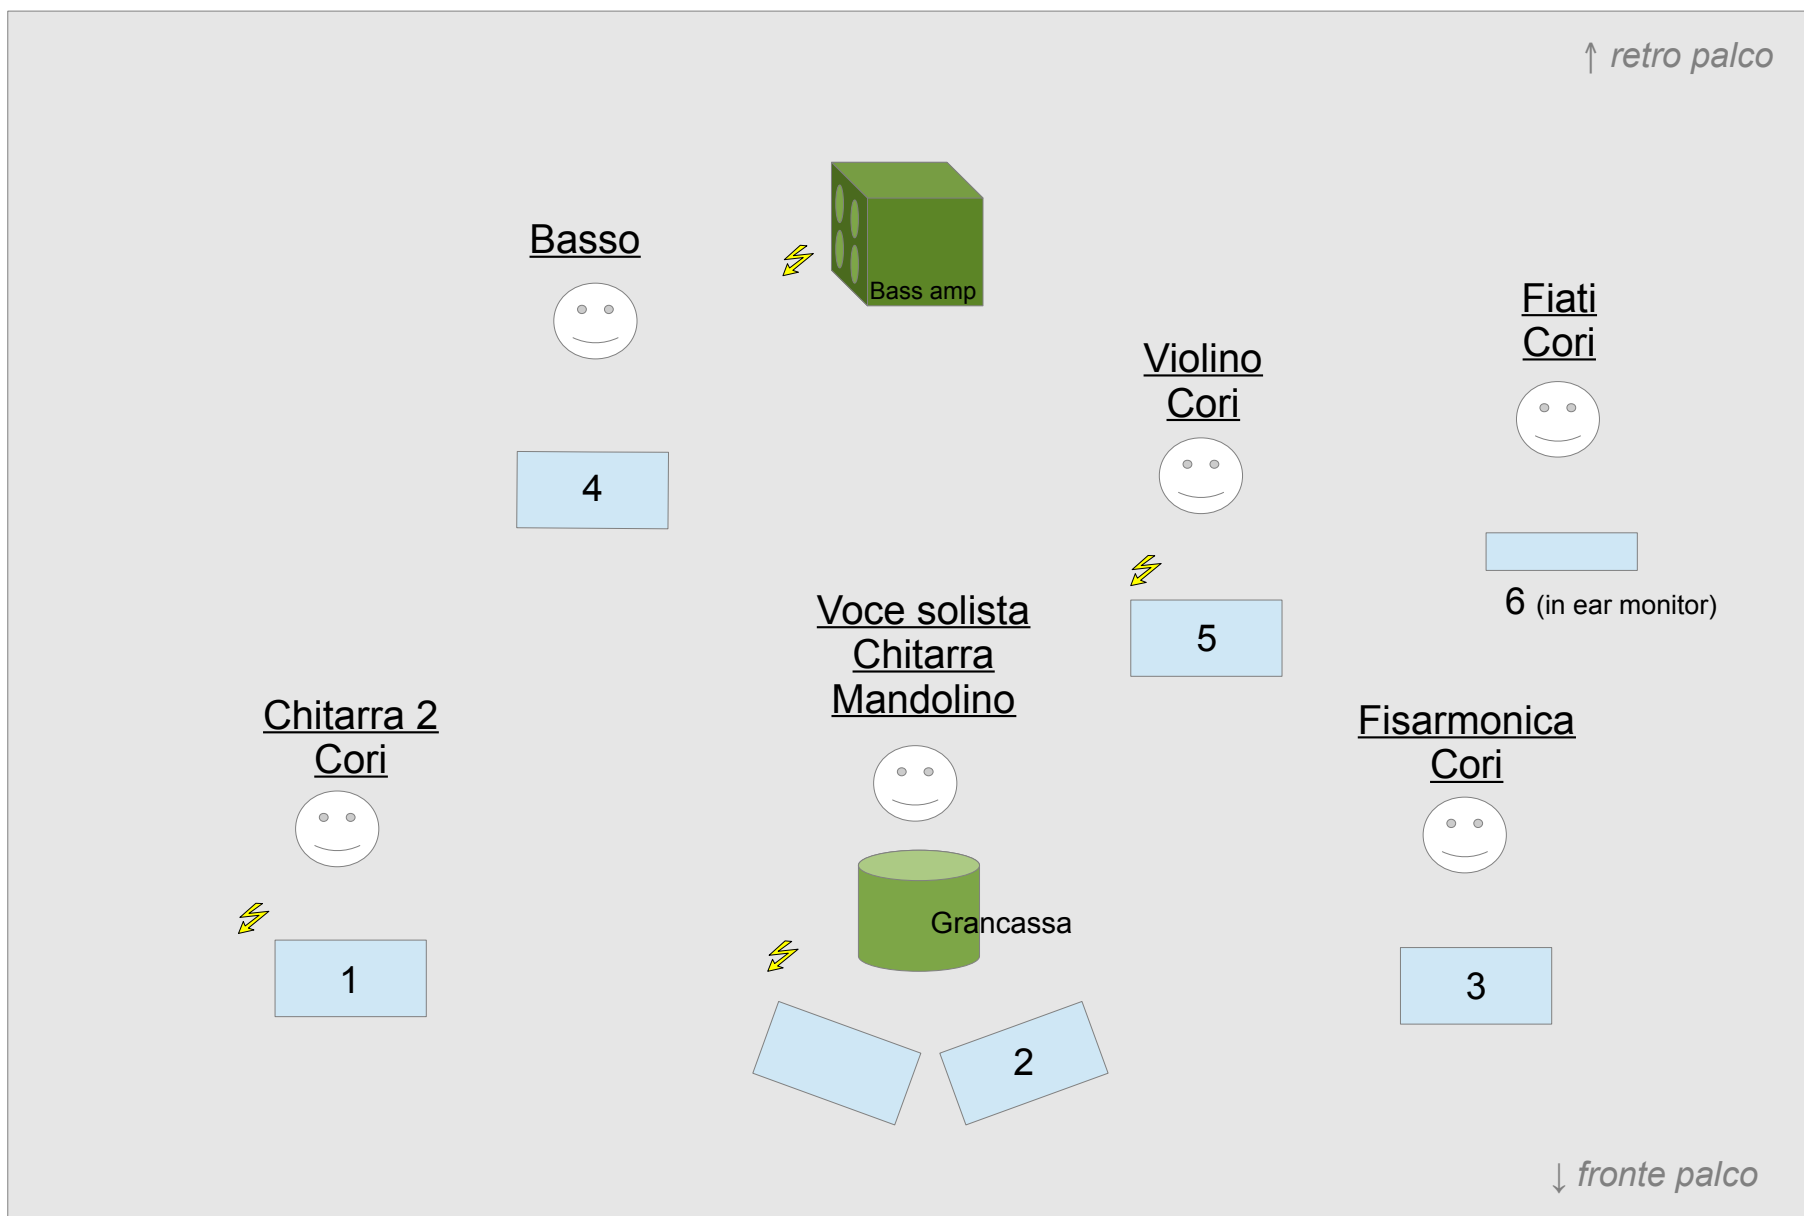 ↑ retro palco
Basso
Bass amp
Fiati
Cori
Violino
Cori
4
6 (in ear monitor)
Voce solista
Chitarra
Mandolino
5
Chitarra 2
Cori
Fisarmonica
Cori
Grancassa
1
3
2
↓ fronte palco